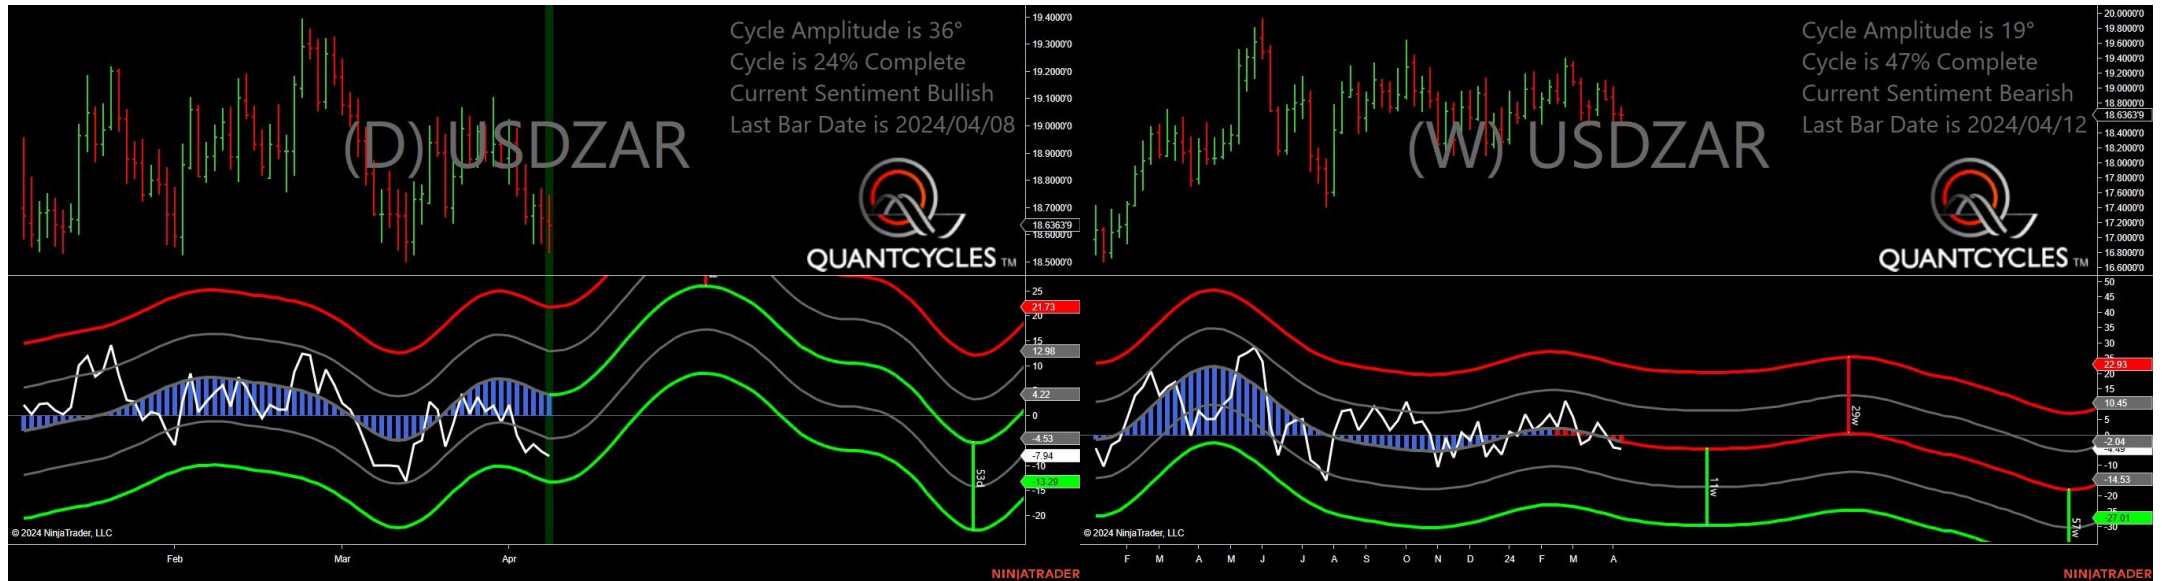 Cycle Amplitude is 36°
Cycle is 24% Complete
Current Sentiment Bullish
Last Bar Date is 2024/04/08
(D) USDZAR
QUANTCYCLES TM
19.4000'0
19.3000'0
19.2000'0
19.1000'0
19.0000'0
18.9000'0
18.8000'0
18.7000'0
18.6363'9
18.6000'0
18.5000'0
25
21.73
20
15
12.98
10
4.22
0
-4.53
-7.94
-10
-13.29
-15
-20
53d
© 2024 NinjaTrader, LLC
Feb Mar Apr
NINJATRADER
Cycle Amplitude is 19°
Cycle is 47% Complete
Current Sentiment Bearish
Last Bar Date is 2024/04/12
(W) USDZAR
QUANTCYCLES TM
20.0000'0
19.6000'0
19.4000'0
19.2000'0
19.0000'0
18.8000'0
18.6363'9
18.4000'0
18.2000'0
18.0000'0
17.8000'0
17.6000'0
17.4000'0
17.2000'0
17.0000'0
16.8000'0
16.6000'0
50
45
40
35
30
25
22.93
20
15
10.45
5
-2.04
-4.49
-10
-14.53
-20
-27.01
-30
29w
11w
57w
© 2024 NinjaTrader, LLC
F M A M J J A S O N D 24 F M A
NINJATRADER